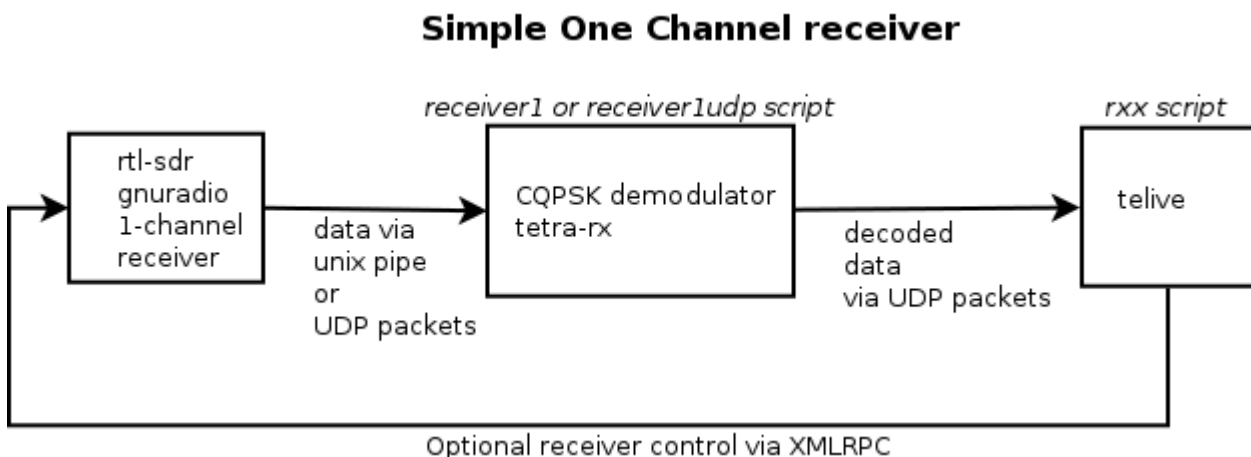 Simple One Channel receiver
receiver1 or receiver1udp script
rxx script
rtl-sdr
gnuradio
1-channel
receiver
data via
unix pipe
or
UDP packets
CQPSK demodulator
tetra-rx
decoded
data
via UDP packets
telive
Optional receiver control via XMLRPC